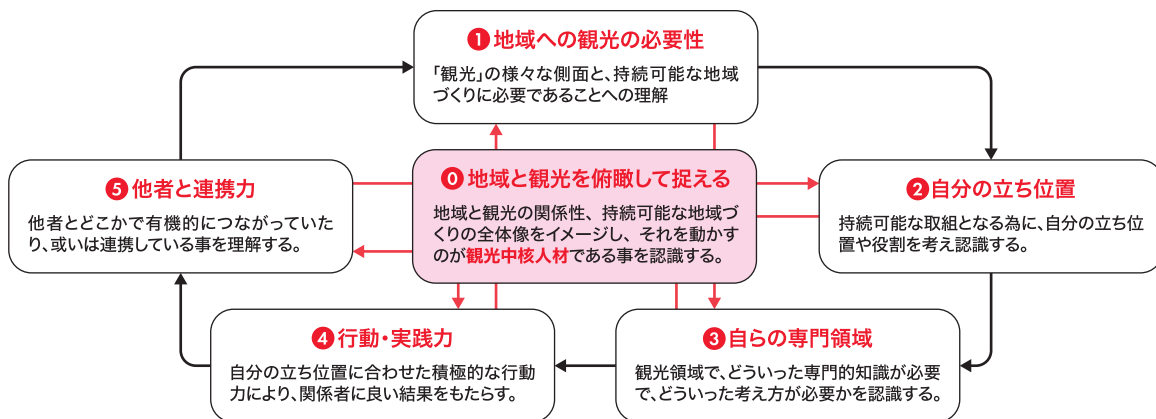 ❶地域への観光の必要性
「観光」の様々な側面と、持続可能な地域
づくりに必要であることへの理解
⓿地域と観光を俯瞰して捉える
地域と観光の関係性、持続可能な地域づ
くりの全体像をイメージし、それを動かす
のが観光中核人材である事を認識する。
❷自分の立ち位置
持続可能な取組となる為に、自分の立ち位
置や役割を考え認識する。
❸自らの専門領域
観光領域で、どういった専門的知識が必要
で、どういった考え方が必要かを認識する。
❹行動・実践力
自分の立ち位置に合わせた積極的な行動
力により、関係者に良い結果をもたらす。
❺他者と連携力
他者とどこかで有機的につながっていた
り、或いは連携している事を理解する。